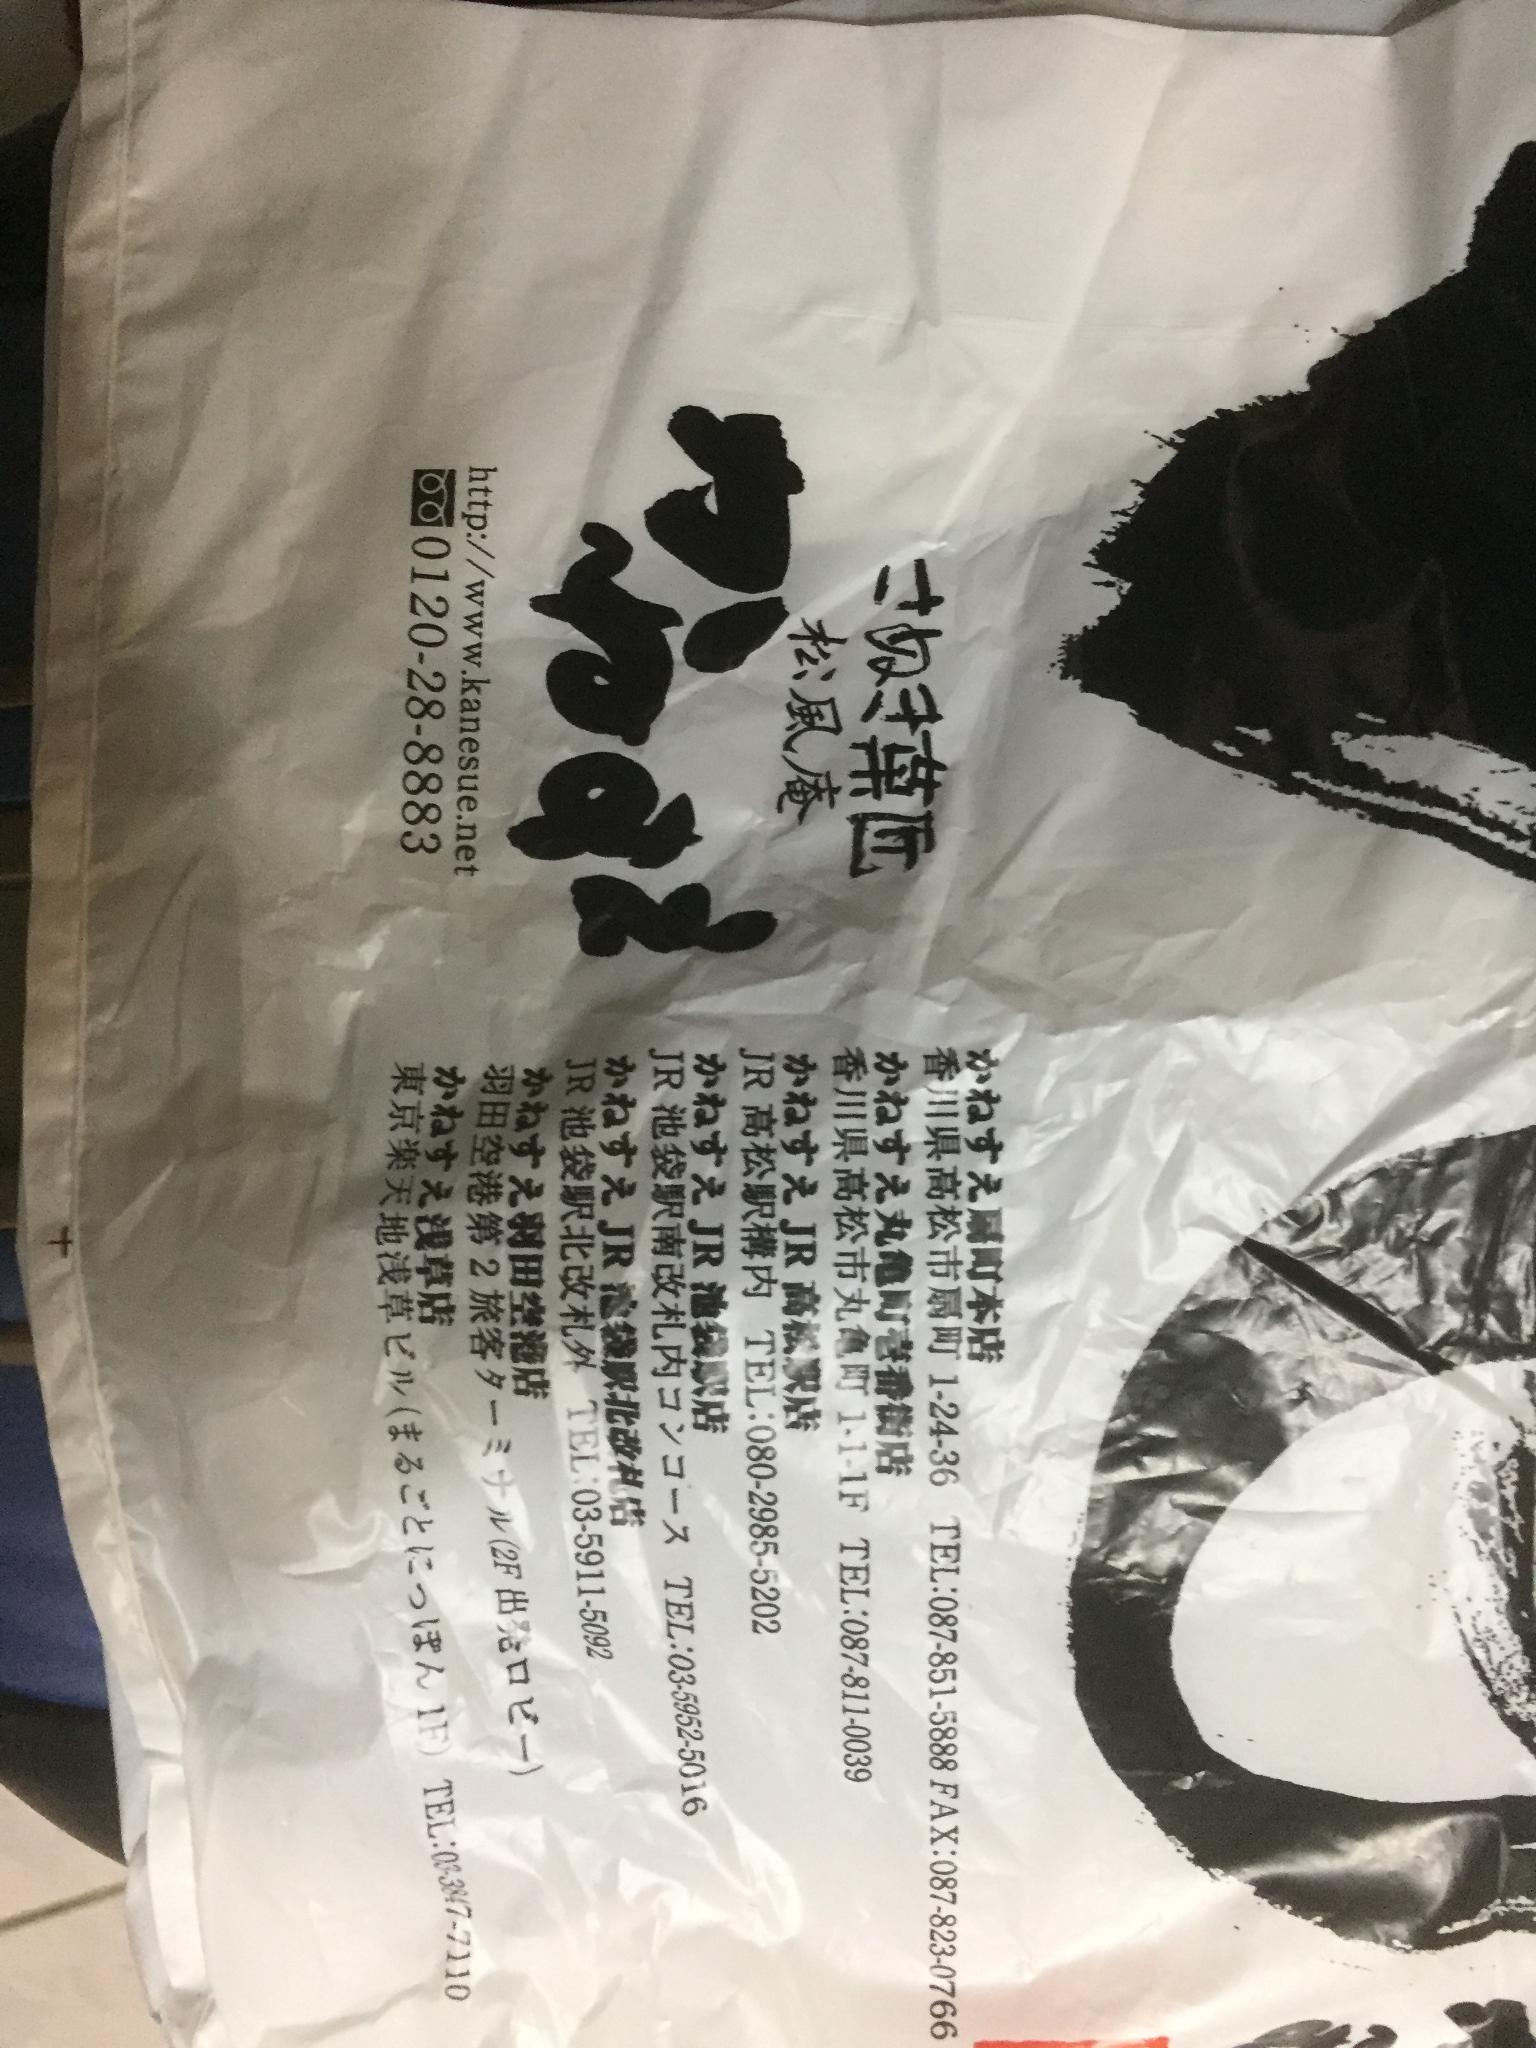 さぬき菓匠
松風庵
かねすえ
http://www.kanesue.net
0120-28-8883
かねすえ扇町本店
香川県高松市扇町 1-24-36 TEL:087-851-5888 FAX:087-823-0766
かねすえ丸亀町壱番街店
香川県高松市丸亀町 1-1-1F TEL:087-811-0039
かねすえ JR 高松駅店
JR 高松駅構内 TEL:080-2985-5202
かねすえ JR 池袋駅店
JR 池袋駅南改札内コンコース TEL:03-5952-5016
かねすえ JR 池袋駅北改札店
JR 池袋駅北改札外 TEL:03-5911-5092
かねすえ羽田空港店
羽田空港第2旅客ターミナル(2F 出発ロビー)
かねすえ浅草店
東京楽天地浅草ビル(まるごとにっぽん 1F) TEL:03-3847-7110